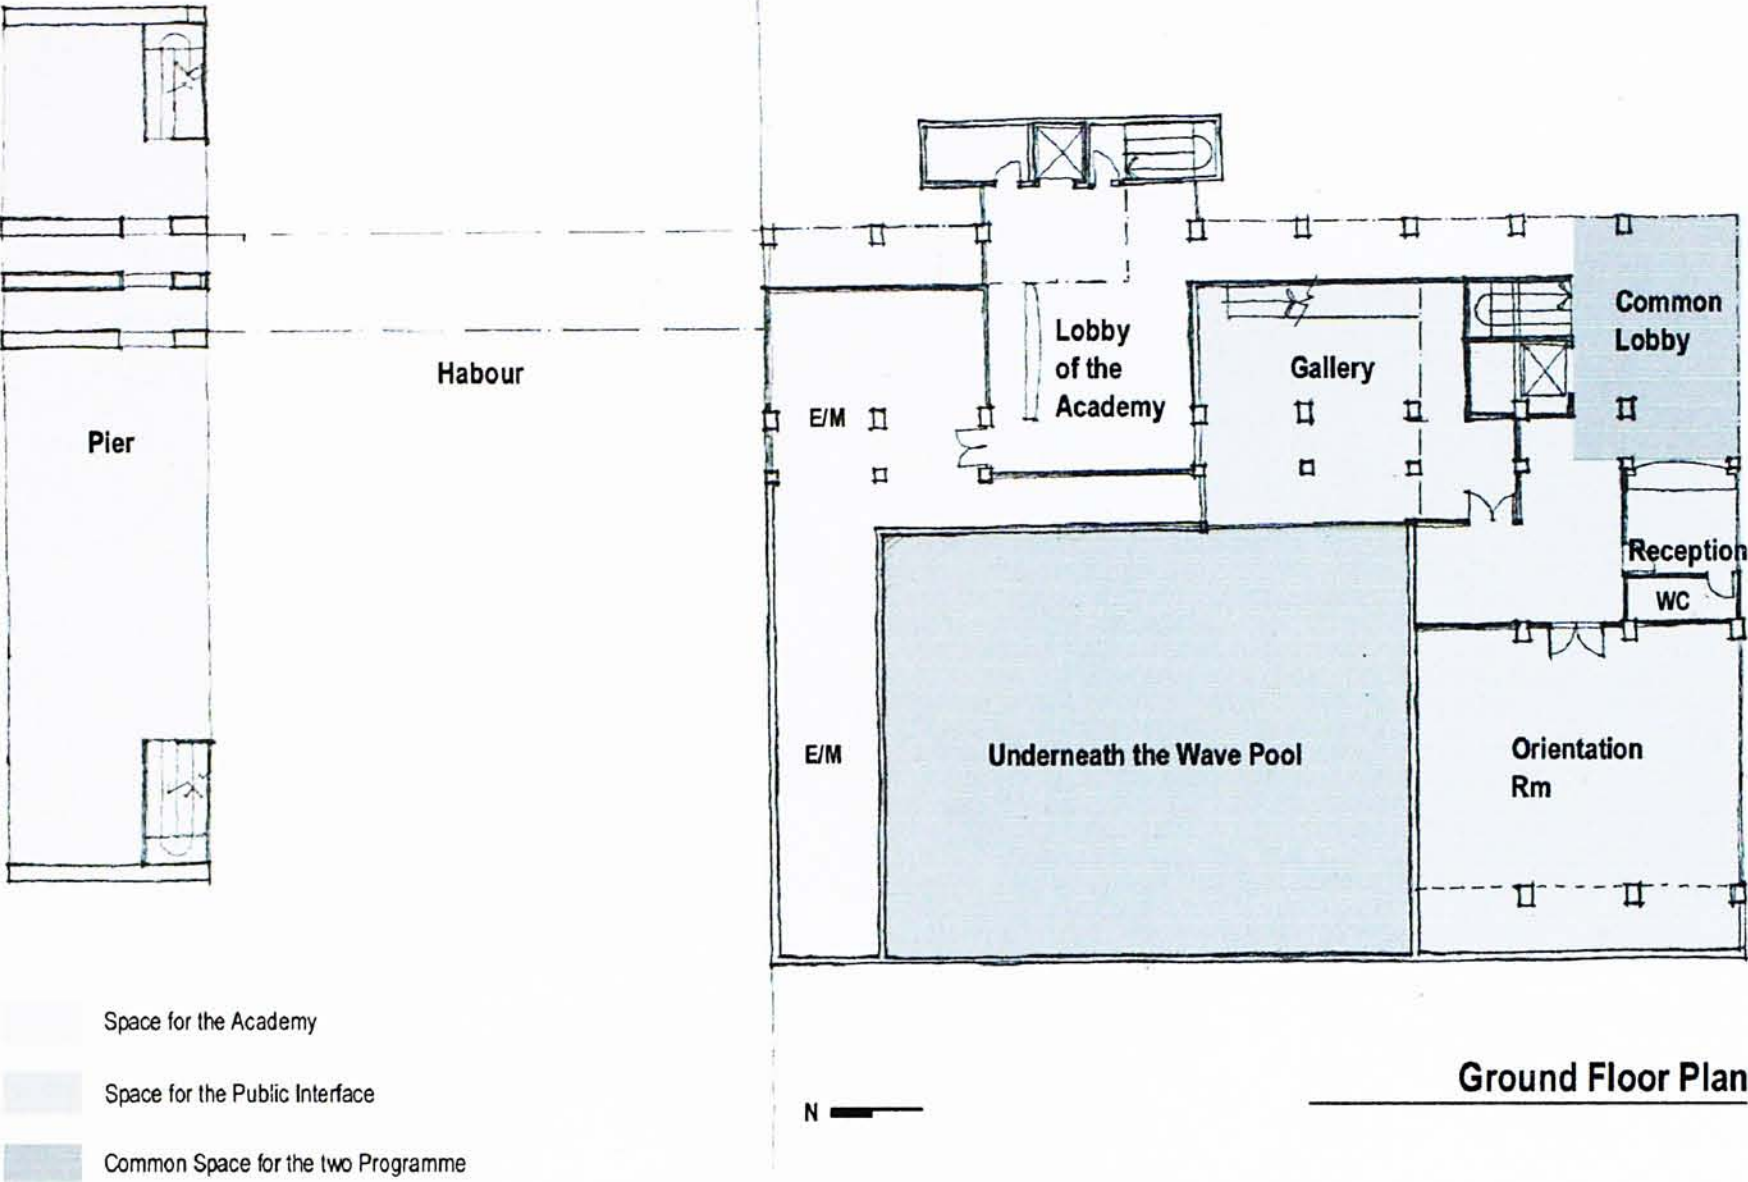 Common
Lobby
Lobby
of the
Academy
Gallery
Habour
E/M
Pier
Reception
WC
E/M
Underneath the Wave Pool
Orientation
Rm
Space for the Academy
Space for the Public Interface
Common Space for the two Programme
N
Ground Floor Plan